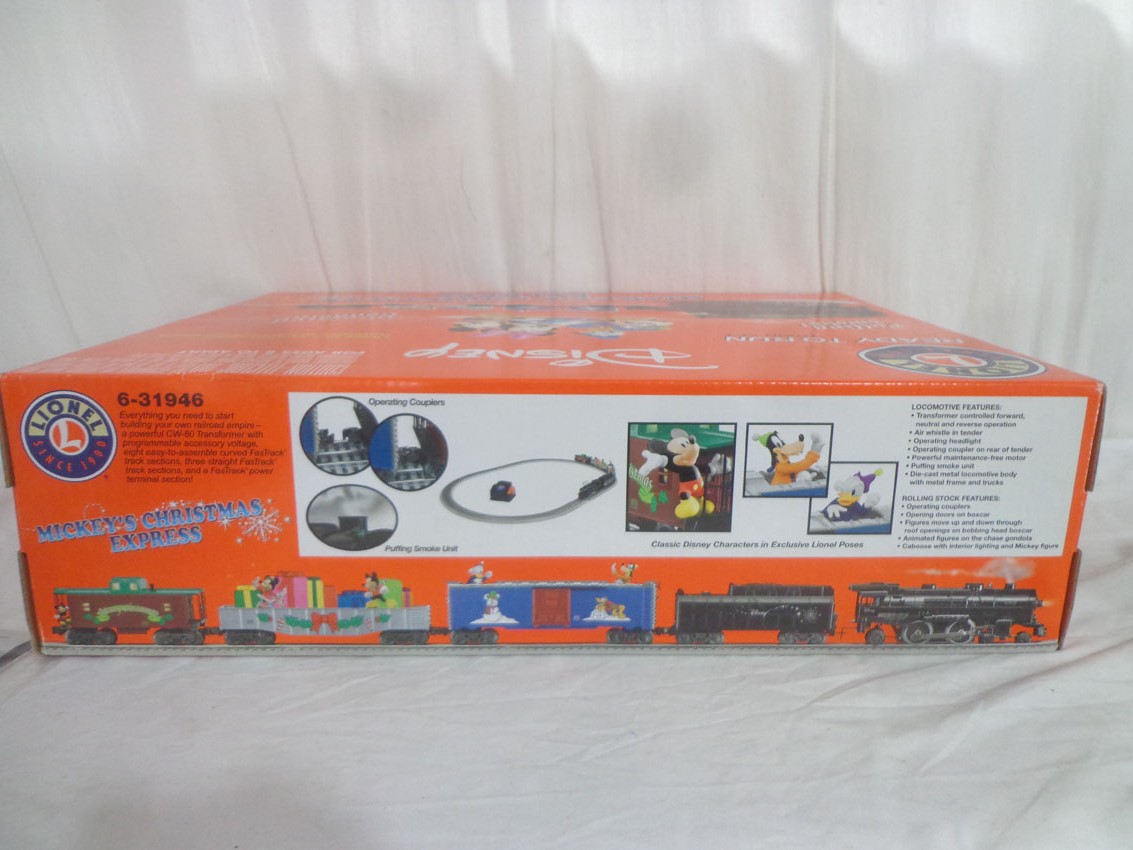 Disney
READY TO RUN
LIONEL
LIONEL
SINCE 1900
6-31946
Everything you need to start
building your own railroad empire–
a powerful CW-80 Transformer with
programmable accessory voltage,
eight easy-to-assemble curved FasTrack
track sections, three straight FasTrack
track sections, and a FasTrack power
terminal section!
MICKEY'S CHRISTMAS
EXPRESS
Operating Couplers
Puffing Smoke Unit
Classic Disney Characters in Exclusive Lionel Poses
LOCOMOTIVE FEATURES:
• Transformer controlled forward,
neutral and reverse operation
• Air whistle in tender
• Operating headlight
• Operating coupler on rear of tender
• Powerful maintenance-free motor
• Puffing smoke unit
• Die-cast metal locomotive body
with metal frame and trucks
ROLLING STOCK FEATURES:
• Operating couplers
• Opening doors on boxcar
• Figures move up and down through
roof openings on bobbing head boxcar
• Animated figures on the chase gondola
• Caboose with interior lighting and Mickey figure
Disney